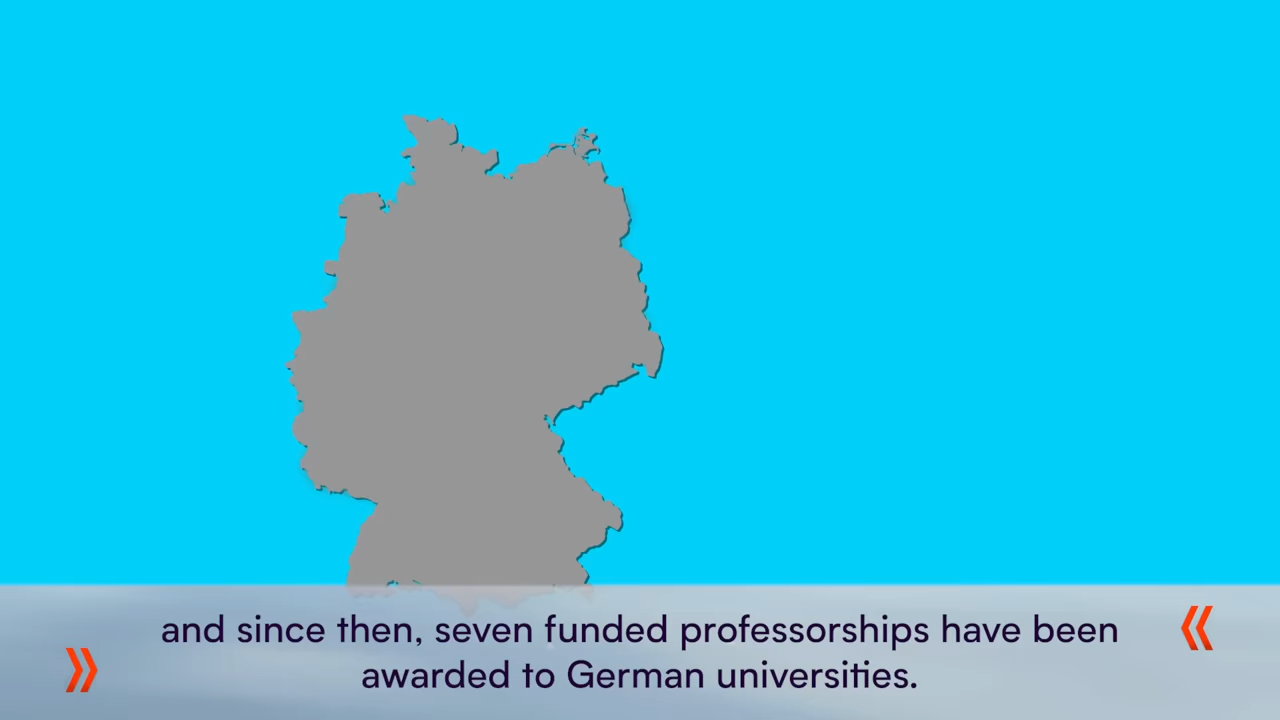 and since then, seven funded professorships have been
awarded to German universities.